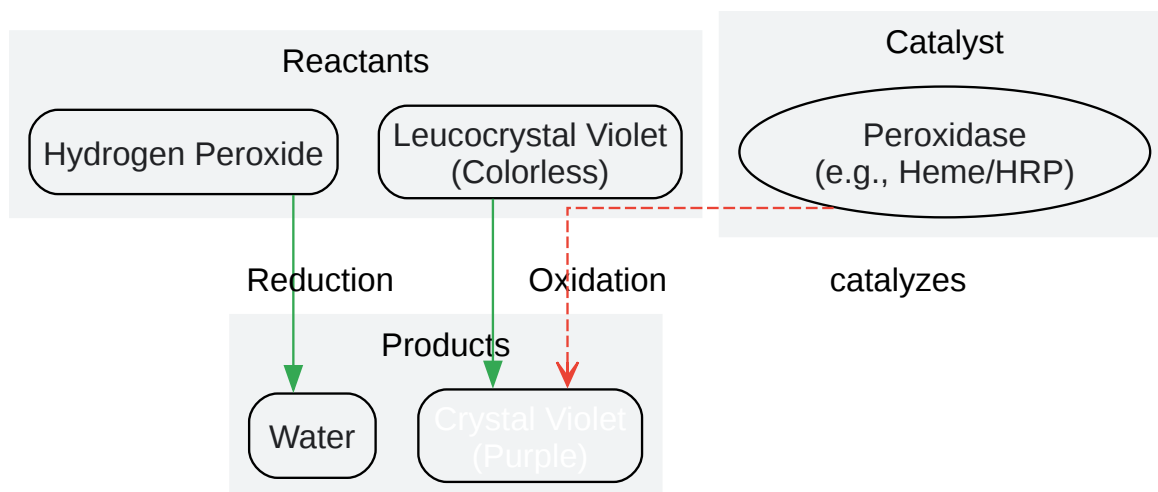 Reactants
Catalyst
Hydrogen Peroxide
Leucocrystal Violet
(Colorless)
Peroxidase
(e.g., Heme/HRP)
Reduction
Oxidation
catalyzes
Products
Water
Crystal Violet
(Purple)